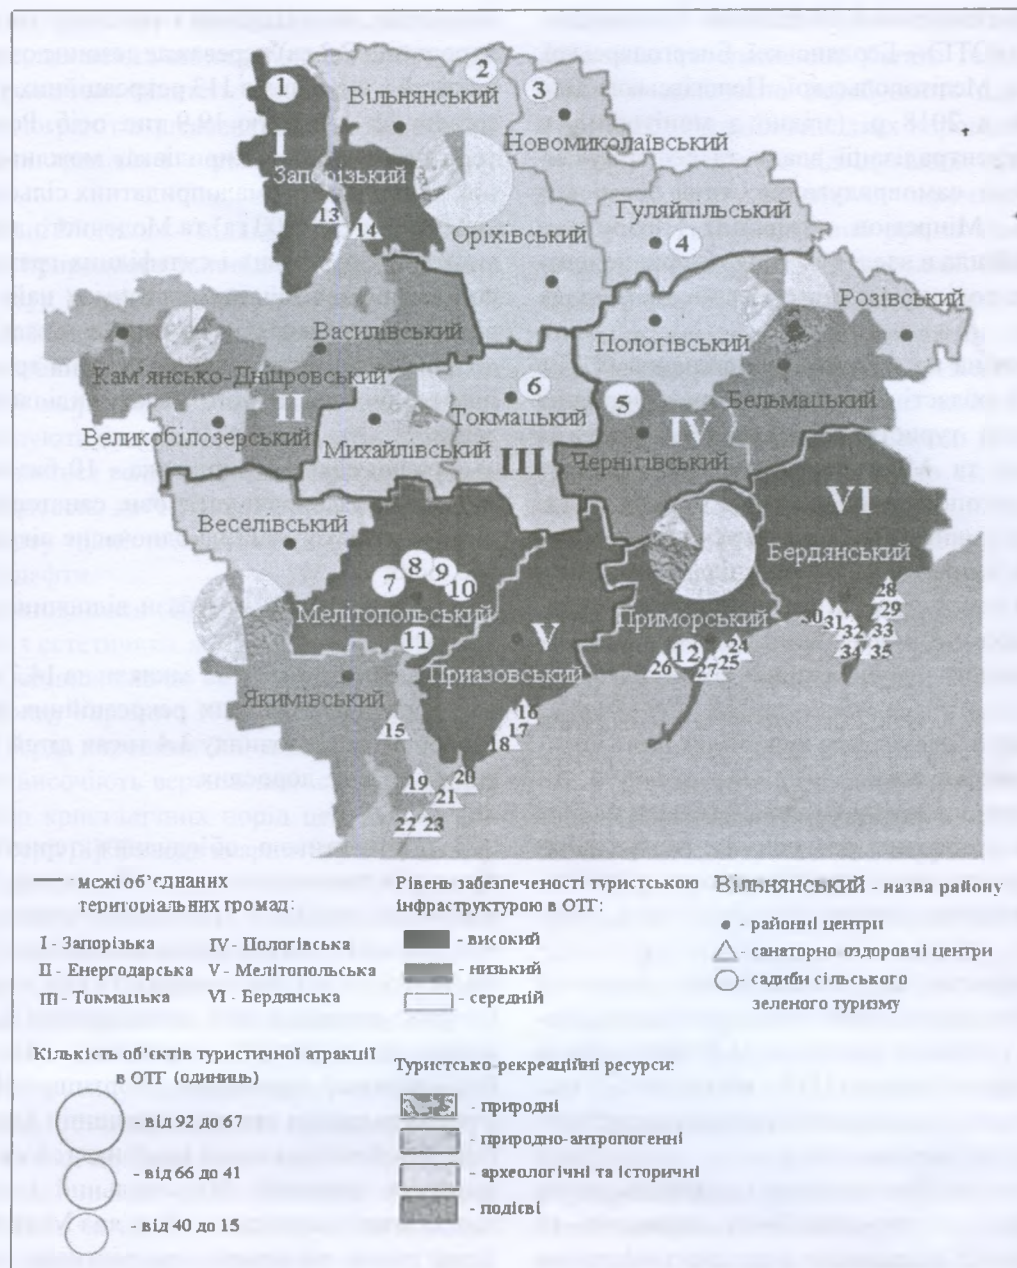 1
2
3
Вільнянський
I
Новомиколаївський
Запорізький
13
14
Гуляйпільський
4
Оріхівський
Розівський
Василівський
Пологівський
Кам'янсько-Дніпровський
6
5
Бельмацький
II
Токмацький
IV
Великобілозерський
Михайлівський
III
Чернігівський
VI
Веселівський
Бердянський
7
8
9
10
28
Мелітопольський
30
31
29
11
V
Приморський
32
33
34
35
Приазовський
12
24
25
26
27
Якимівський
15
16
17
18
19
20
21
22
23
межі об'єднаних
територіальних громад:
I - Запорізька
IV - Пологівська
II - Енергодарська
V - Мелітопольська
III - Токмацька
VI - Бердянська
Рівень забезпеченості туристською
інфраструктурою в ОТГ:
- високий
- низький
- середній
ВІЛЬНЯНСЬКИЙ - назва району
- районні центри
- санаторно-оздоровчі центри
- садиби сільського
зеленого туризму
Кількість об'єктів туристичної атракції
в ОТГ (одиниць)
- від 92 до 67
- від 66 до 41
- від 40 до 15
Туристсько-рекреаційні ресурси:
- природні
- природно-антропогенні
- археологічні та історичні
- подієві